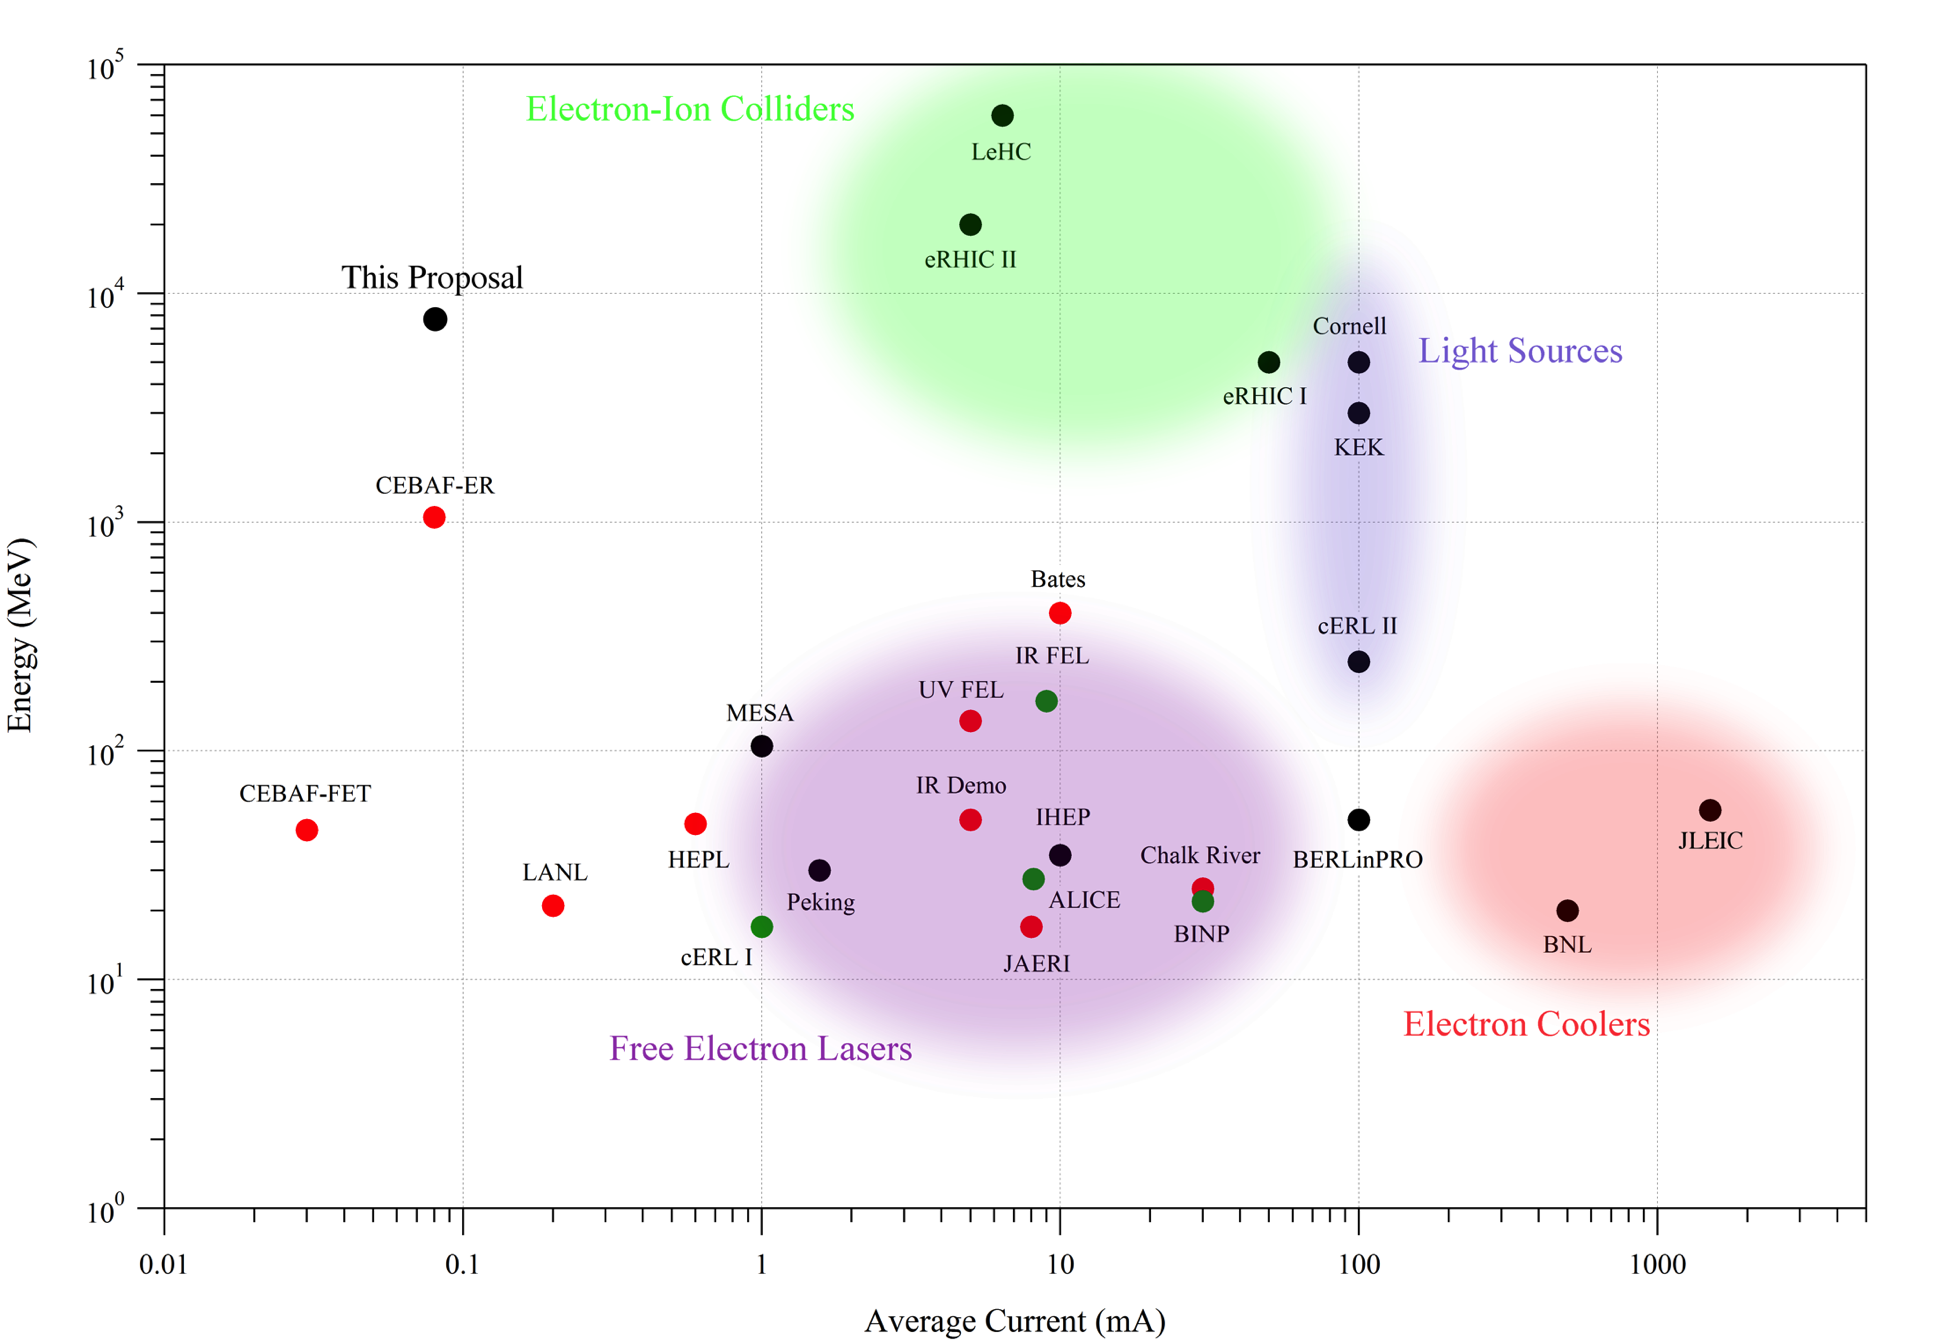 10^5
Electron-Ion Colliders
LeHC
eRHIC II
This Proposal
10^4
Cornell
Light Sources
eRHIC I
KEK
CEBAF-ER
10^3
Bates
cERL II
IR FEL
UV FEL
MESA
10^2
IR Demo
CEBAF-FET
IHEP
JLEIC
Chalk River
HEPL
BERLinPRO
LANL
Peking
ALICE
BINP
BNL
cERL I
JAERI
10^1
Electron Coolers
Free Electron Lasers
10^0
Energy (MeV)
0.01 0.1 1 10 100 1000
Average Current (mA)